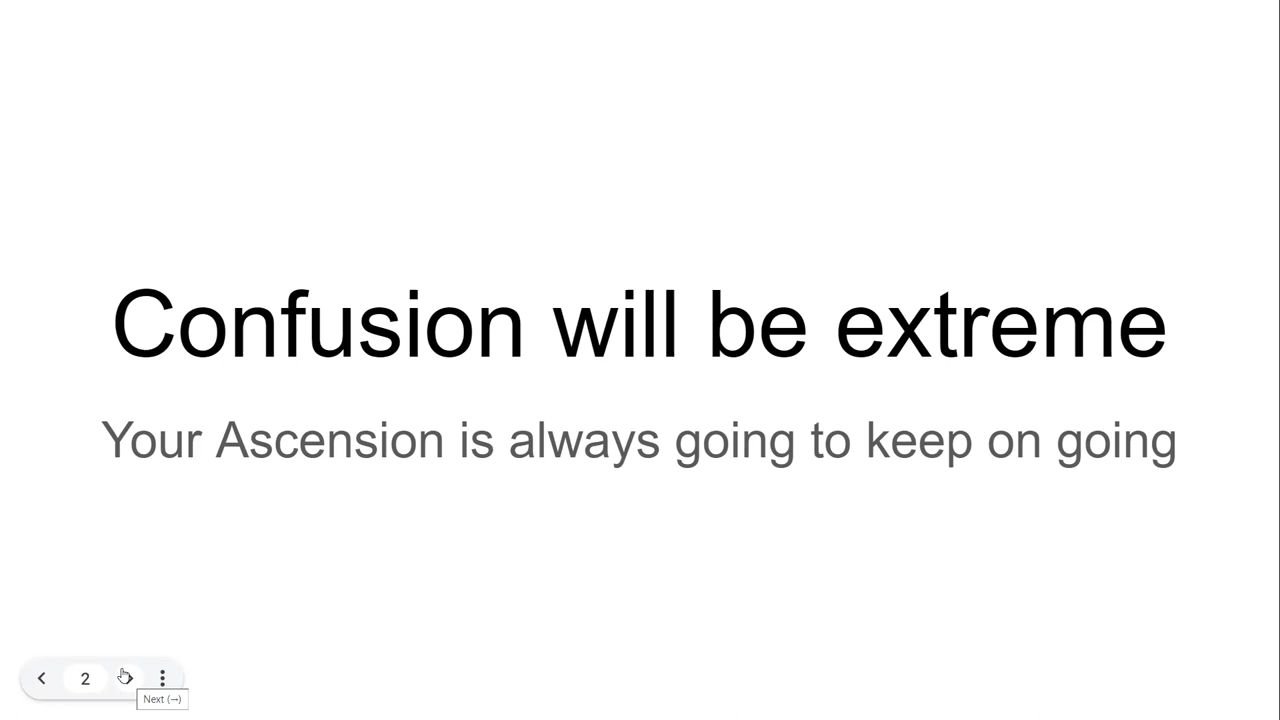 Confusion will be extreme
Your Ascension is always going to keep on going
2
Next (→)